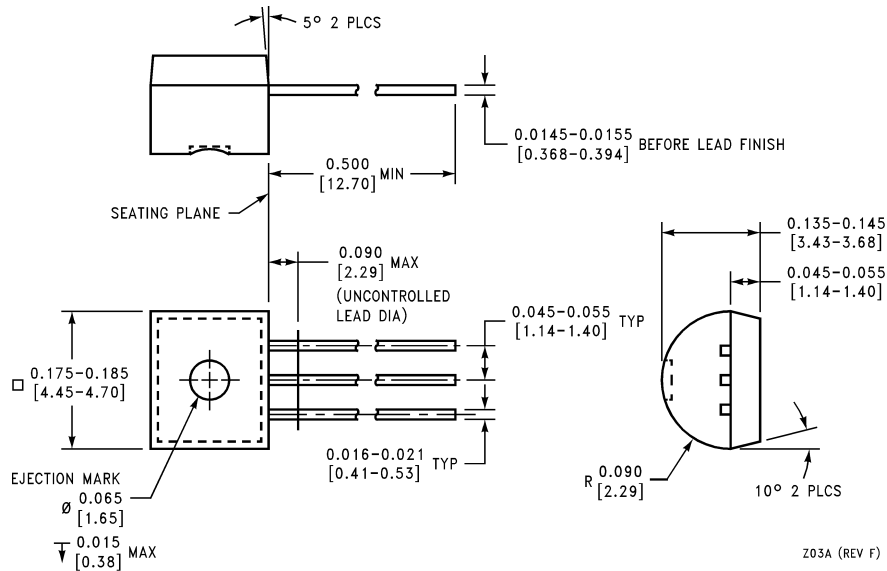 5° 2 PLCS
0.0145–0.0155
[0.368–0.394] BEFORE LEAD FINISH
0.500
[12.70] MIN
SEATING PLANE
0.090
[2.29] MAX
(UNCONTROLLED
LEAD DIA)
0.045–0.055
[1.14–1.40] TYP
0.135–0.145
[3.43–3.68]
0.045–0.055
[1.14–1.40]
□ 0.175–0.185
[4.45–4.70]
0.016–0.021
[0.41–0.53] TYP
EJECTION MARK
Ø 0.065
[1.65]
↧ 0.015
[0.38] MAX
R 0.090
[2.29]
10° 2 PLCS
Z03A (REV F)